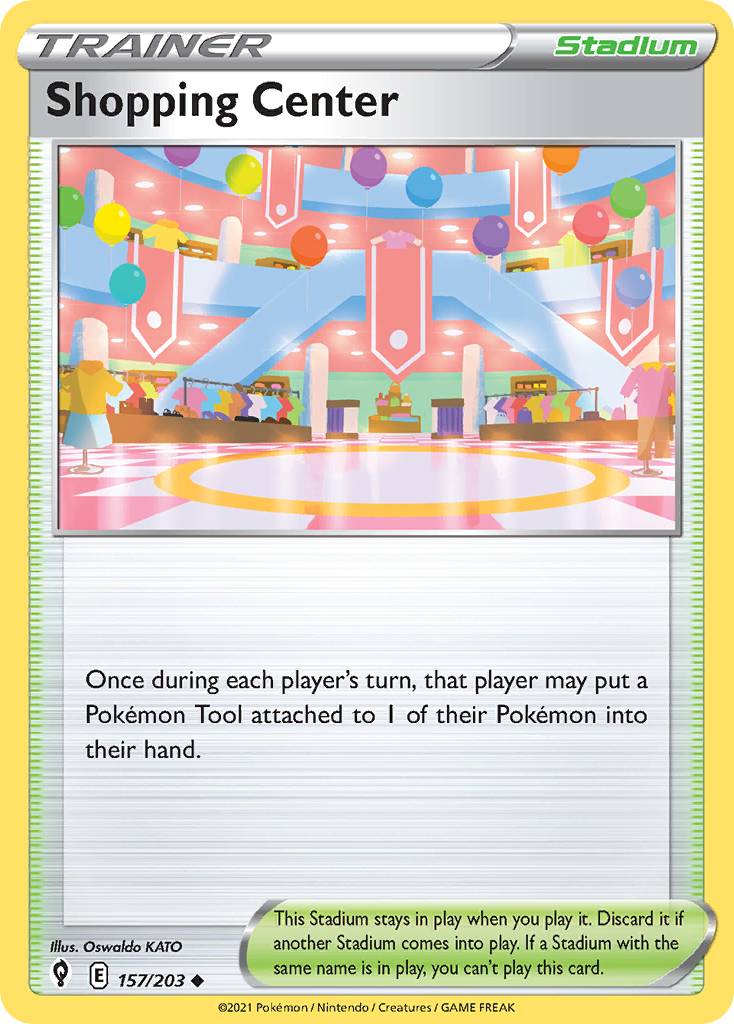 TRAINER
Stadium
Shopping Center
Once during each player's turn, that player may put a
Pokémon Tool attached to 1 of their Pokémon into
their hand.
This Stadium stays in play when you play it. Discard it if
another Stadium comes into play. If a Stadium with the
same name is in play, you can't play this card.
Illus. Oswaldo KATO
E 157/203
©2021 Pokémon / Nintendo / Creatures / GAME FREAK